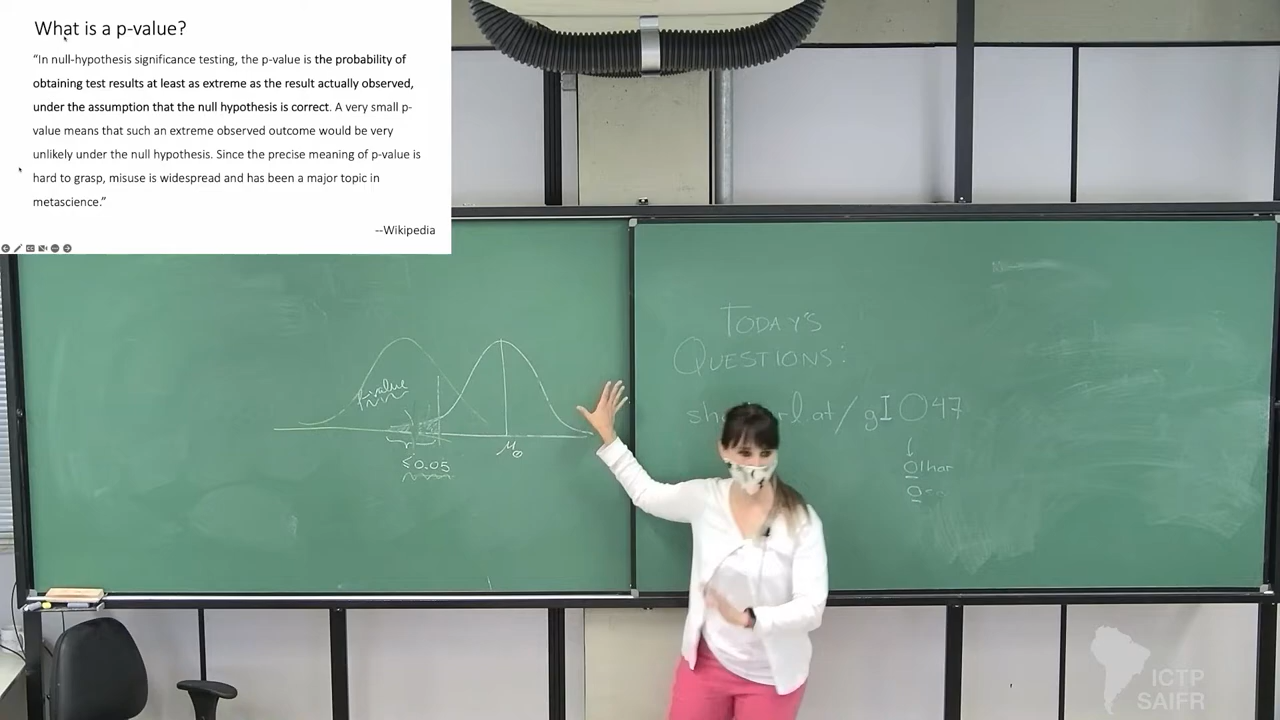 What is a p-value?
“In null-hypothesis significance testing, the p-value is the probability of
obtaining test results at least as extreme as the result actually observed,
under the assumption that the null hypothesis is correct. A very small p-
value means that such an extreme observed outcome would be very
unlikely under the null hypothesis. Since the precise meaning of p-value is
hard to grasp, misuse is widespread and has been a major topic in
metascience.”
--Wikipedia
p-value
≤0.05
μ₀
TODAY'S
QUESTIONS:
/gIO47
Olhar
ICTP
SAIFR